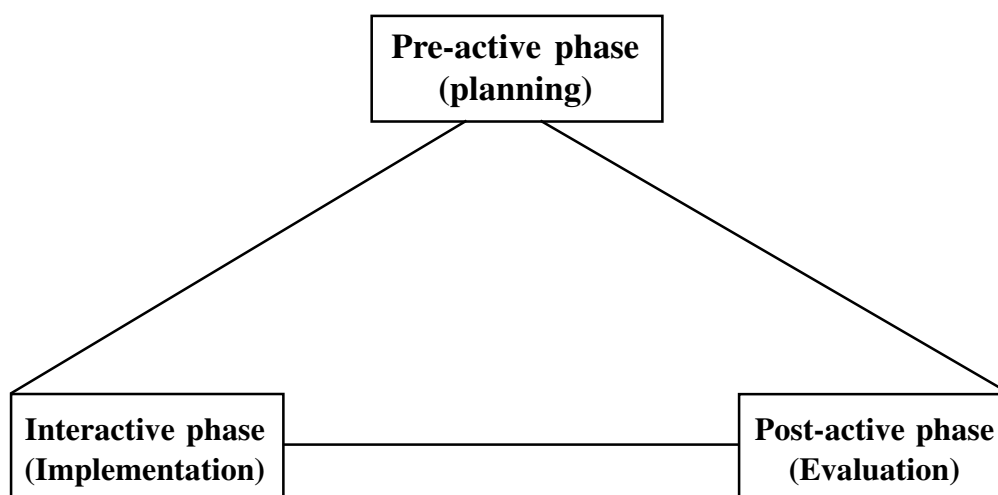 Pre-active phase
(planning)
Interactive phase
(Implementation)
Post-active phase
(Evaluation)